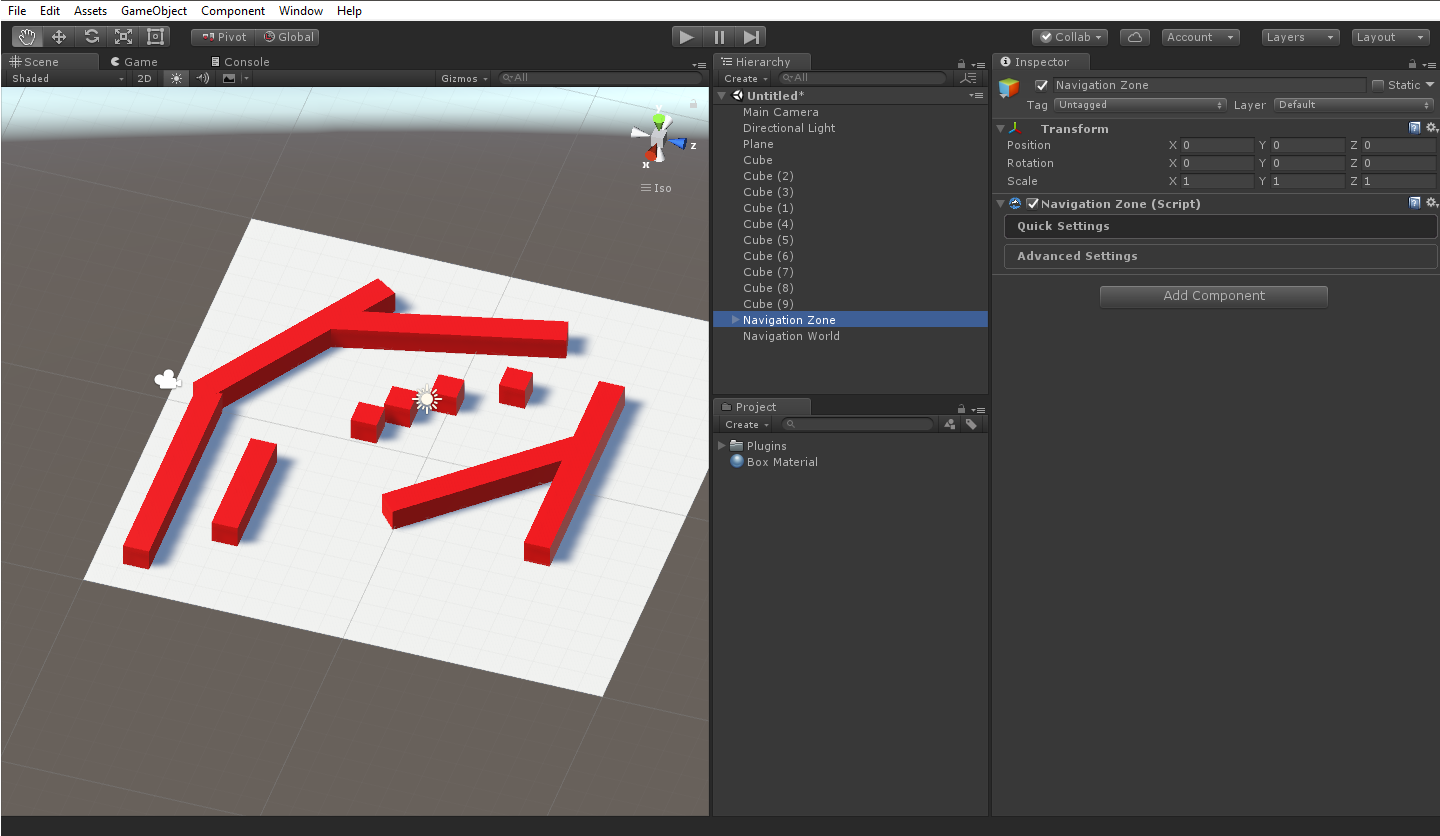 File Edit Assets GameObject Component Window Help
Pivot Global Collab Account Layers Layout
Scene Game Console
Shaded 2D Gizmos All
y
z
x
Iso
Hierarchy
Create All
Untitled*
Main Camera
Directional Light
Plane
Cube
Cube (2)
Cube (3)
Cube (1)
Cube (4)
Cube (5)
Cube (6)
Cube (7)
Cube (8)
Cube (9)
Navigation Zone
Navigation World
Project
Create
Plugins
Box Material
Inspector
Navigation Zone Static
Tag Untagged Layer Default
Transform
Position X 0 Y 0 Z 0
Rotation X 0 Y 0 Z 0
Scale X 1 Y 1 Z 1
Navigation Zone (Script)
Quick Settings
Advanced Settings
Add Component